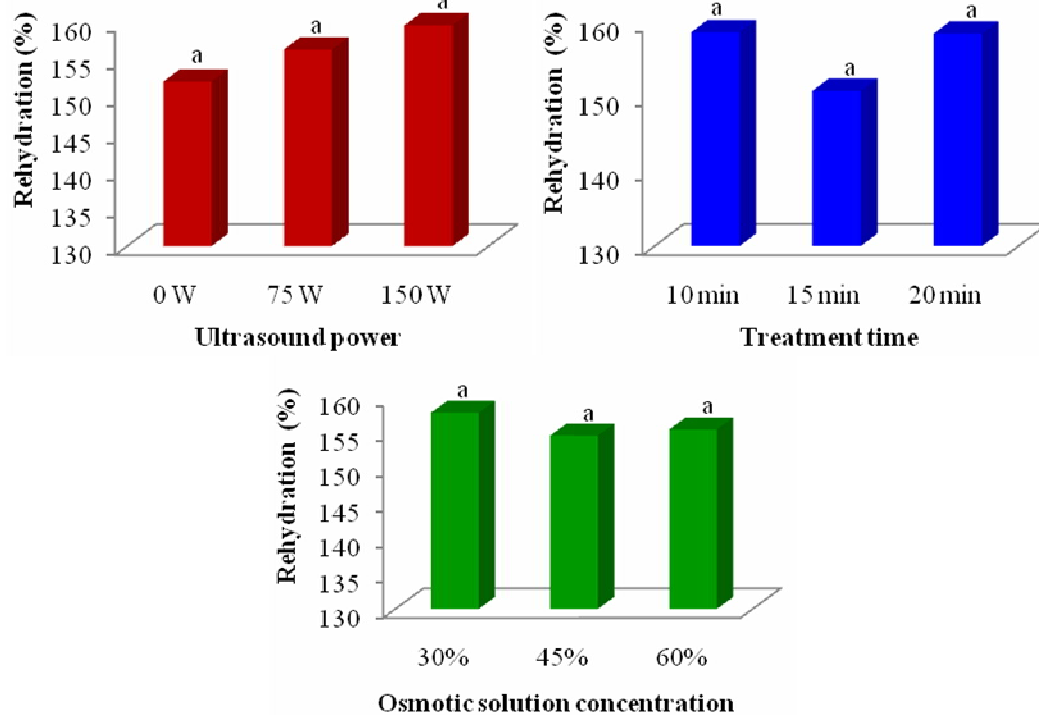 a
a
a
160
155
150
145
140
135
130
Rehydration (%)
0 W
75 W
150 W
Ultrasound power
a
a
a
160
150
140
130
Rehydration (%)
10 min
15 min
20 min
Treatment time
a
a
a
160
155
150
145
140
135
130
Rehydration (%)
30%
45%
60%
Osmotic solution concentration